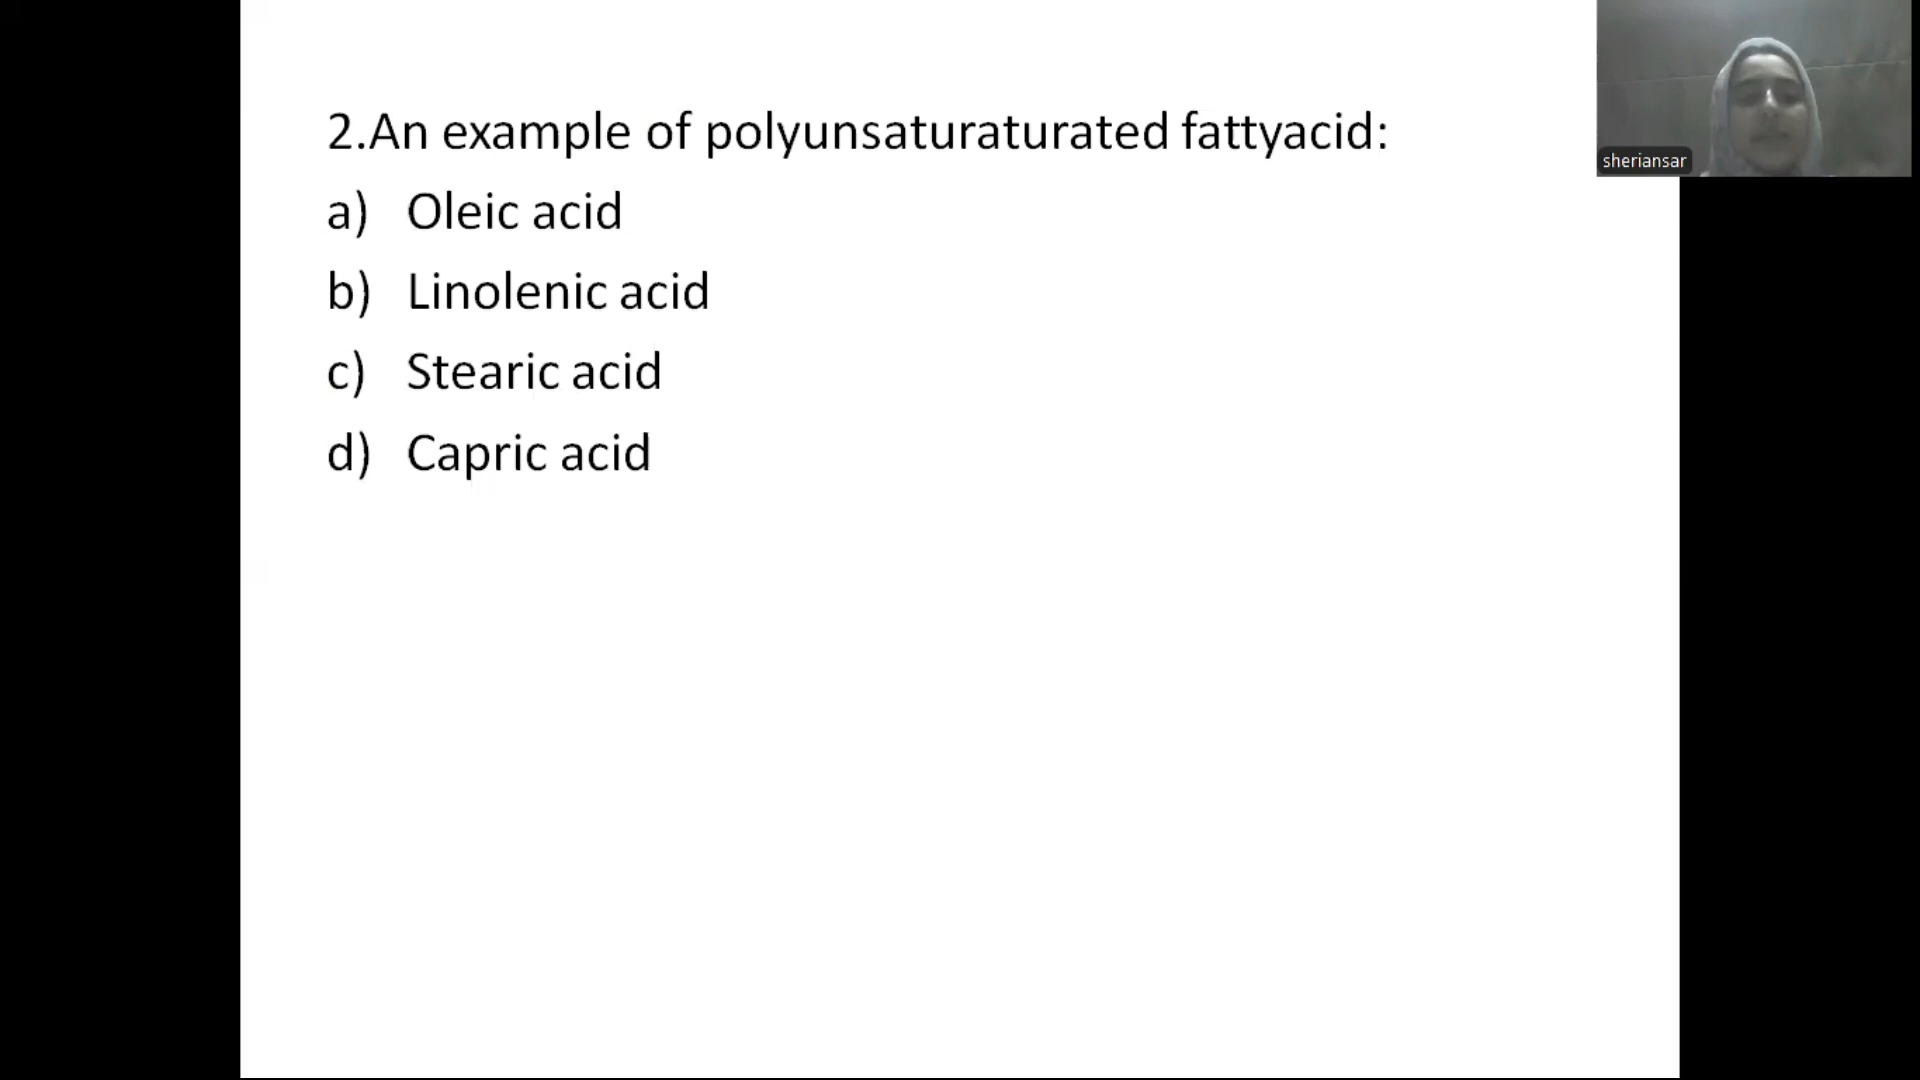 2.An example of polyunsaturaturated fattyacid:
a) Oleic acid
b) Linolenic acid
c) Stearic acid
d) Capric acid
sheriansar